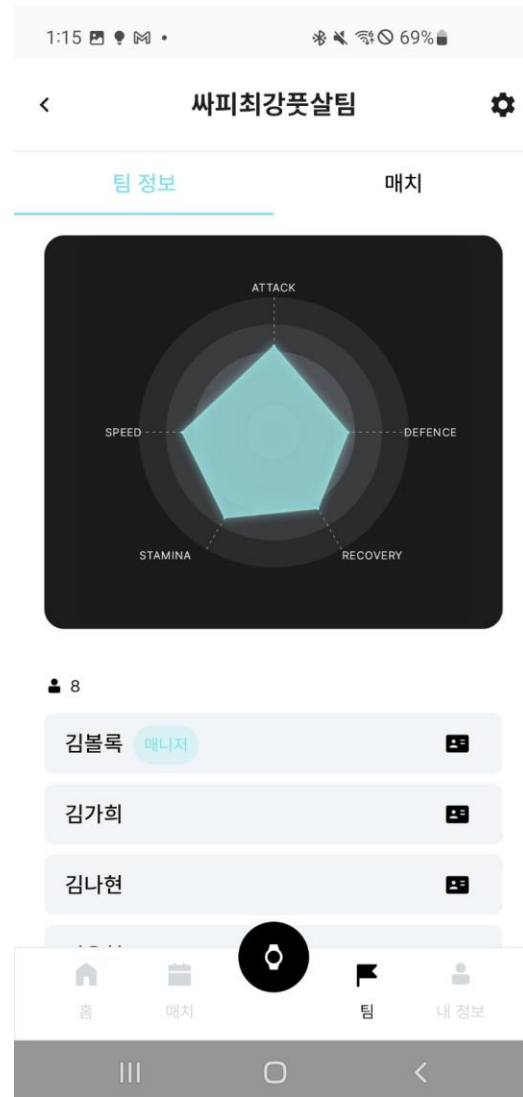 1:15 69%
싸피최강풋살팀
팀 정보 매치
ATTACK
SPEED DEFENCE
STAMINA RECOVERY
8
김볼록 매니저
김가희
김나현
홈 매치 팀 내 정보